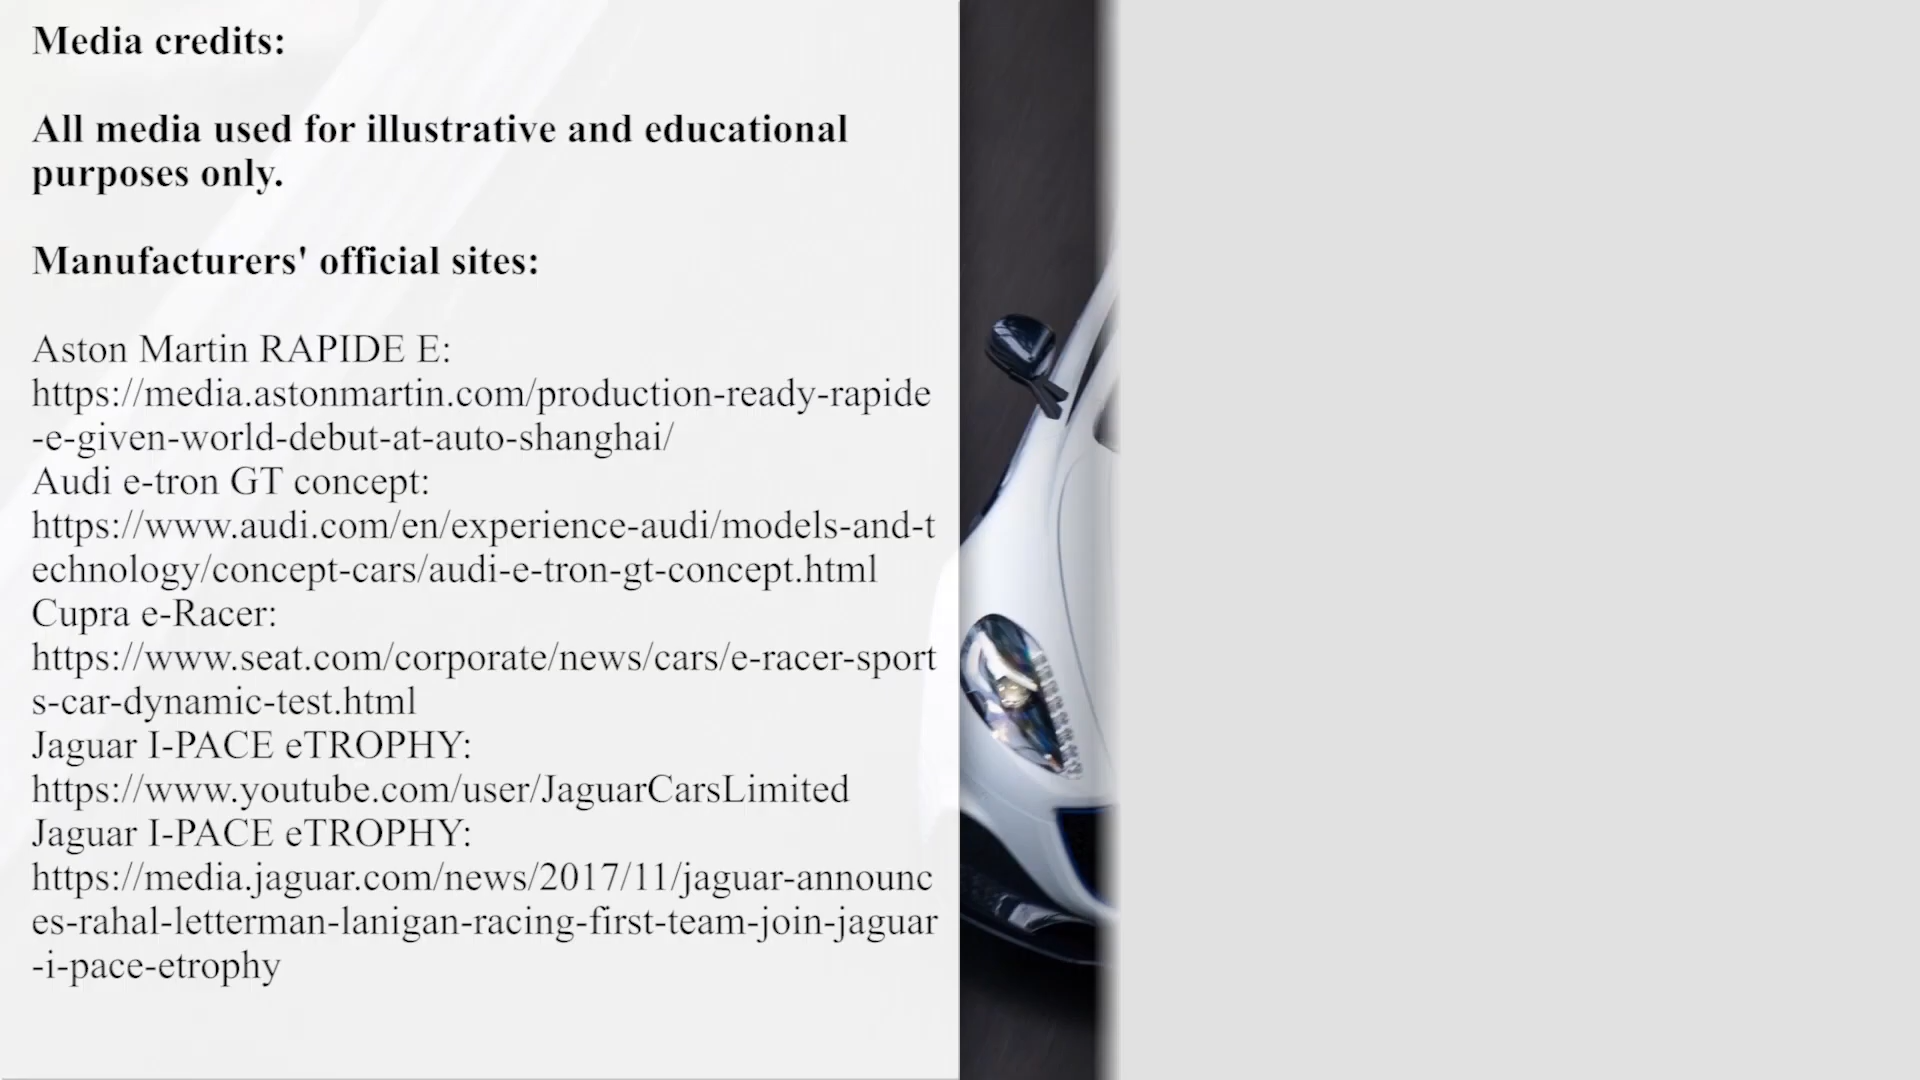 Media credits:
All media used for illustrative and educational
purposes only.
Manufacturers' official sites:
Aston Martin RAPIDE E:
https://media.astonmartin.com/production-ready-rapide
-e-given-world-debut-at-auto-shanghai/
Audi e-tron GT concept:
https://www.audi.com/en/experience-audi/models-and-t
echnology/concept-cars/audi-e-tron-gt-concept.html
Cupra e-Racer:
https://www.seat.com/corporate/news/cars/e-racer-sport
s-car-dynamic-test.html
Jaguar I-PACE eTROPHY:
https://www.youtube.com/user/JaguarCarsLimited
Jaguar I-PACE eTROPHY:
https://media.jaguar.com/news/2017/11/jaguar-announc
es-rahal-letterman-lanigan-racing-first-team-join-jaguar
-i-pace-etrophy